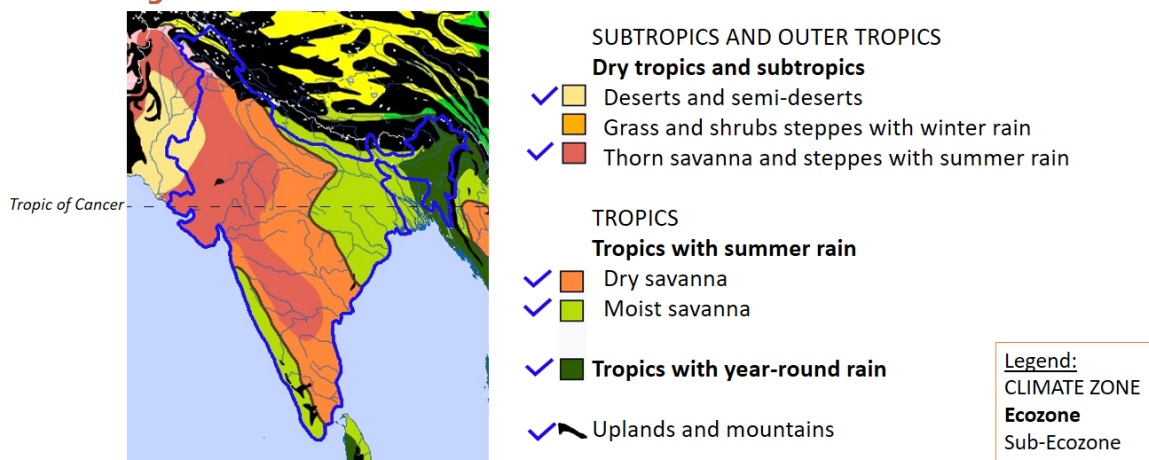 SUBTROPICS AND OUTER TROPICS
Dry tropics and subtropics
Deserts and semi-deserts
Grass and shrubs steppes with winter rain
Thorn savanna and steppes with summer rain
Tropic of Cancer
TROPICS
Tropics with summer rain
Dry savanna
Moist savanna
Tropics with year-round rain
Uplands and mountains
Legend:
CLIMATE ZONE
Ecozone
Sub-Ecozone